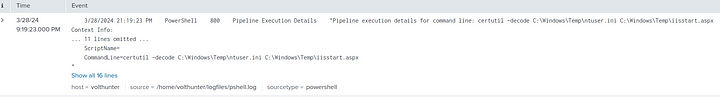 i Time Event
> 3/28/24 3/28/2024 21:19:23 PM PowerShell 800 Pipeline Execution Details "Pipeline execution details for command line: certutil -decode C:\Windows\Temp\ntuser.ini C:\Windows\Temp\iisstart.aspx
9:19:23.000 PM Context Info:
... 11 lines omitted ...
ScriptName=
CommandLine=certutil -decode C:\Windows\Temp\ntuser.ini C:\Windows\Temp\iisstart.aspx
"
Show all 16 lines
host = volthunter source = /home/volthunter/logfiles/pshell.log sourcetype = powershell